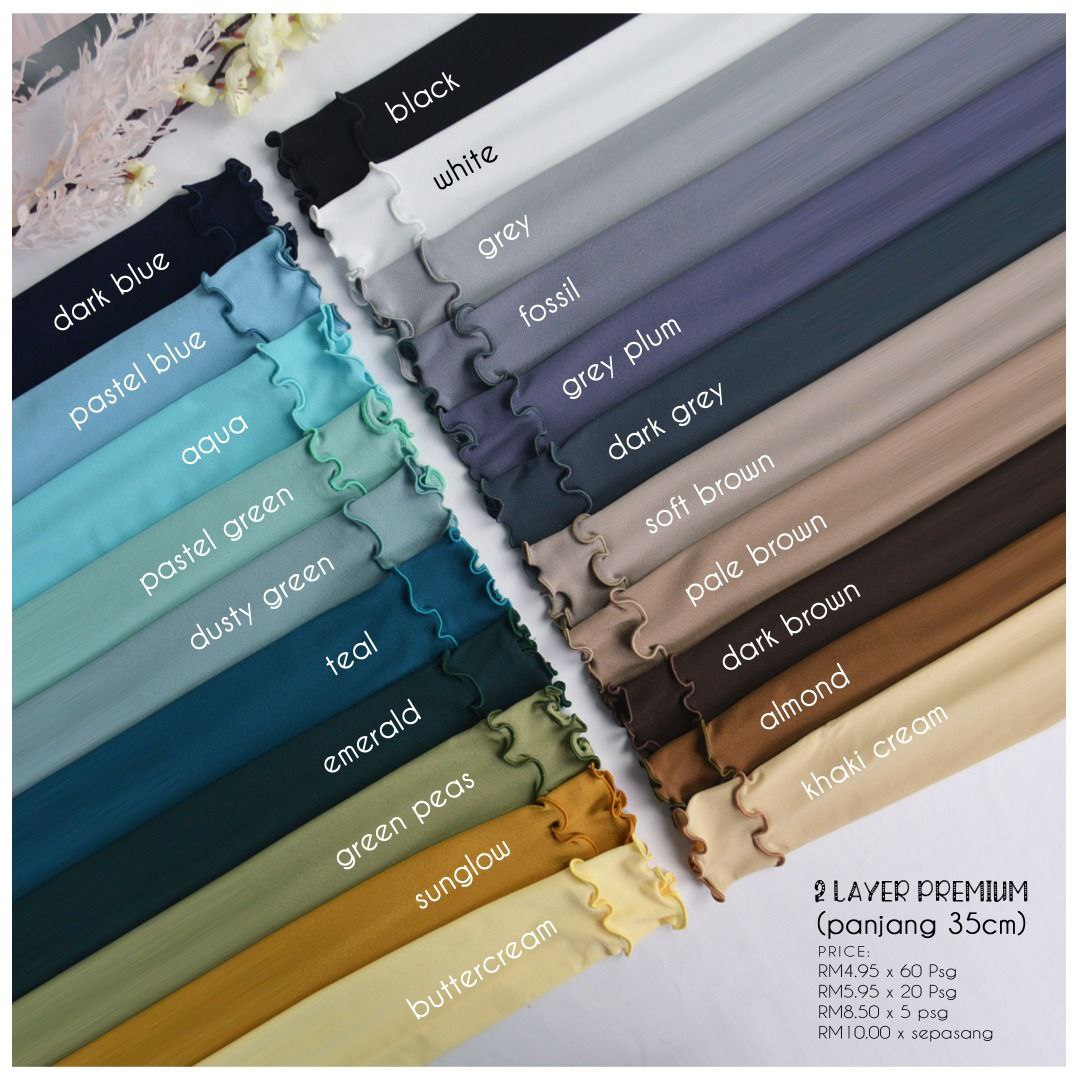 black
white
grey
fossil
grey plum
dark grey
soft brown
pale brown
dark brown
almond
khaki cream
dark blue
pastel blue
aqua
pastel green
dusty green
teal
emerald
green peas
sunglow
buttercream
2 LAYER PREMIUM
(panjang 35cm)
PRICE:
RM4.95 x 60 Psg
RM5.95 x 20 Psg
RM8.50 x 5 psg
RM10.00 x sepasang